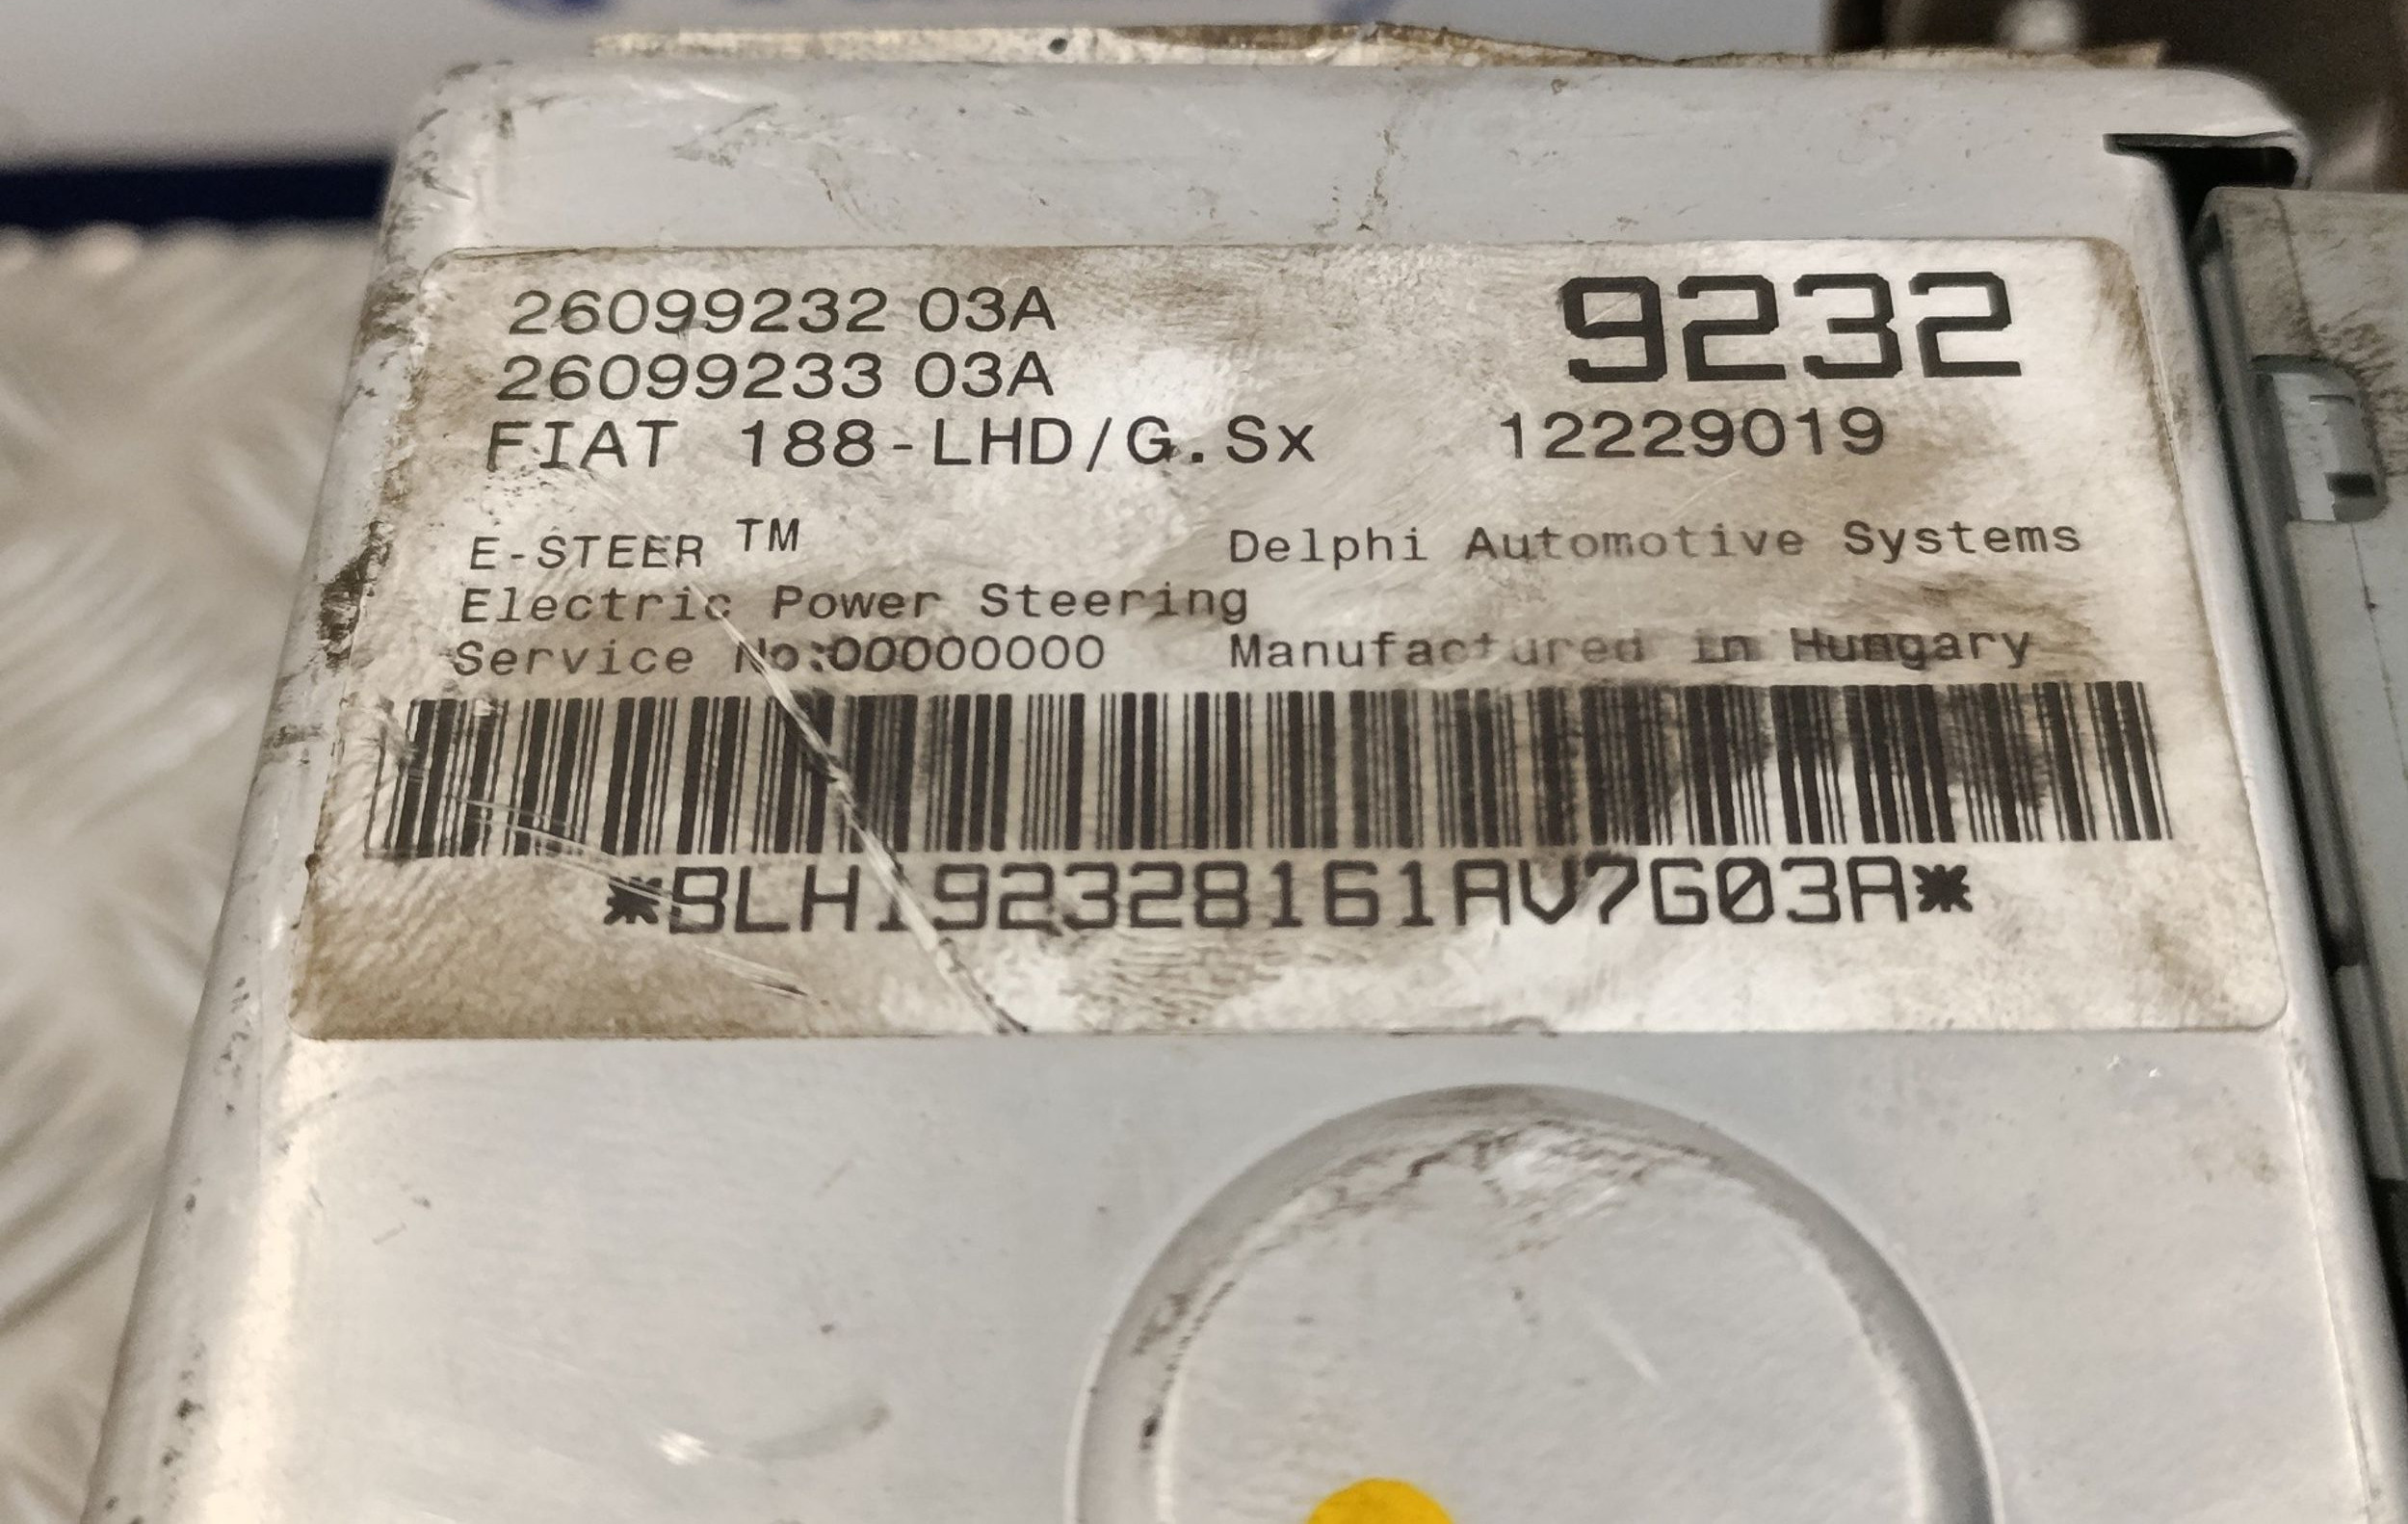 26099232 03A 9232
26099233 03A
FIAT 188-LHD/G.Sx 12229019
E-STEER TM Delphi Automotive Systems
Electric Power Steering
Service No:00000000 Manufactured in Hungary
*BLH192328161AV7G03A*